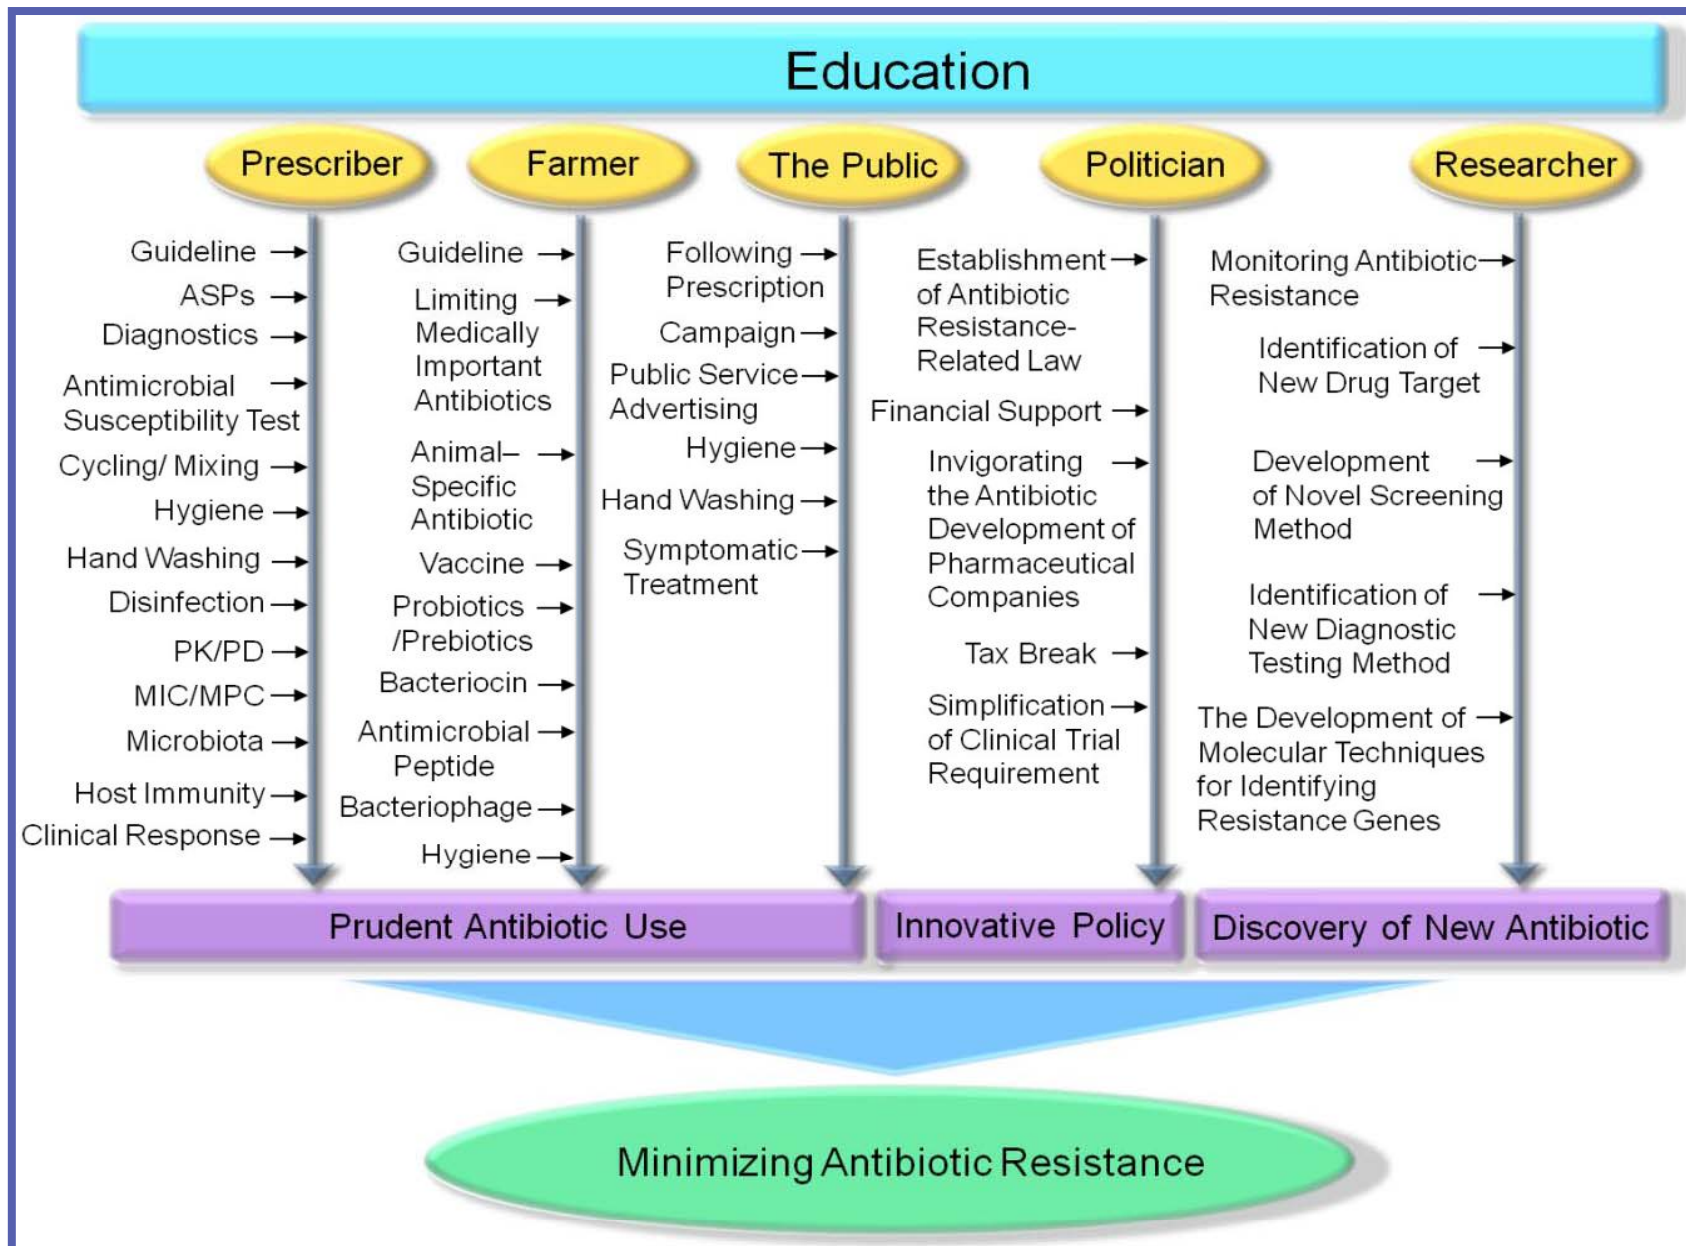 Education
Prescriber
Guideline
ASPs
Diagnostics
Antimicrobial
Susceptibility Test
Cycling/ Mixing
Hygiene
Hand Washing
Disinfection
PK/PD
MIC/MPC
Microbiota
Host Immunity
Clinical Response
Farmer
Guideline
Limiting
Medically
Important
Antibiotics
Animal–
Specific
Antibiotic
Vaccine
Probiotics
/Prebiotics
Bacteriocin
Antimicrobial
Peptide
Bacteriophage
Hygiene
The Public
Following
Prescription
Campaign
Public Service
Advertising
Hygiene
Hand Washing
Symptomatic
Treatment
Politician
Establishment
of Antibiotic
Resistance-
Related Law
Financial Support
Invigorating
the Antibiotic
Development of
Pharmaceutical
Companies
Tax Break
Simplification
of Clinical Trial
Requirement
Researcher
Monitoring Antibiotic
Resistance
Identification of
New Drug Target
Development
of Novel Screening
Method
Identification of
New Diagnostic
Testing Method
The Development of
Molecular Techniques
for Identifying
Resistance Genes
Prudent Antibiotic Use
Innovative Policy
Discovery of New Antibiotic
Minimizing Antibiotic Resistance